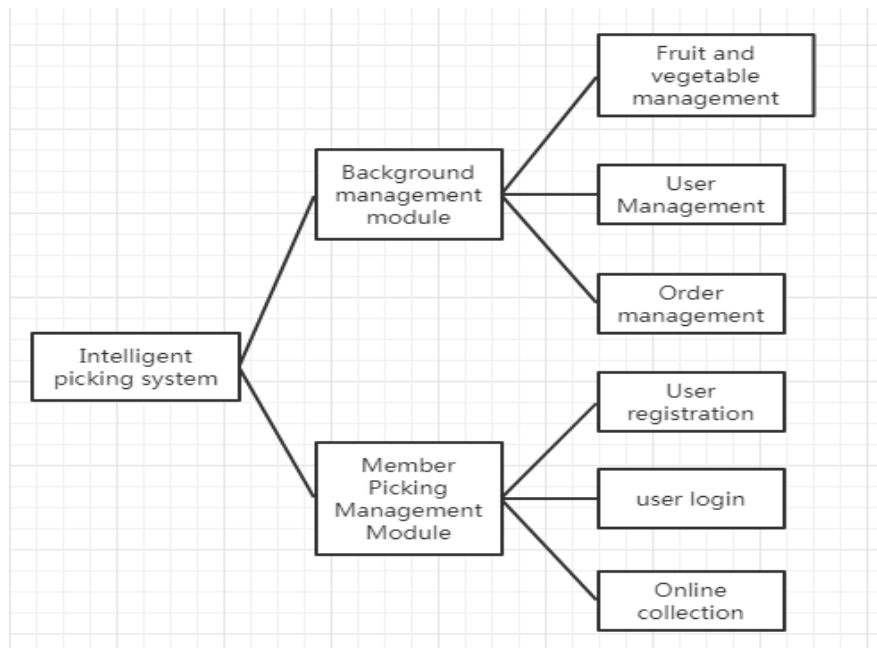 Fruit and
vegetable
management
Background
management
module
User
Management
Order
management
Intelligent
picking system
User
registration
Member
Picking
Management
Module
user login
Online
collection